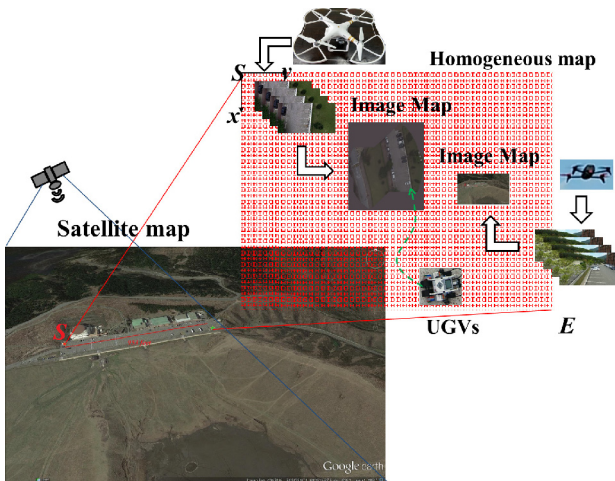 Homogeneous map
S y
x
Image Map
Image Map
Satellite map
S
UGVs
E
Google earth